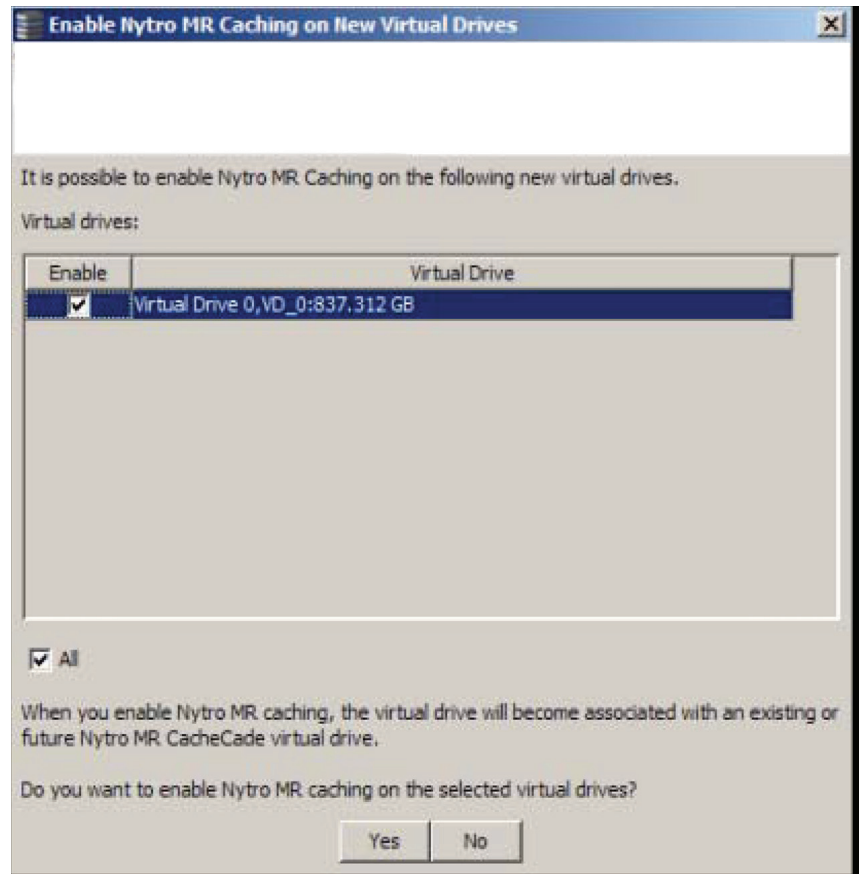 Enable Nytro MR Caching on New Virtual Drives
It is possible to enable Nytro MR Caching on the following new virtual drives.
Virtual drives:
Enable Virtual Drive
Virtual Drive 0,VD_0:837.312 GB
All
When you enable Nytro MR caching, the virtual drive will become associated with an existing or
future Nytro MR CacheCade virtual drive.
Do you want to enable Nytro MR caching on the selected virtual drives?
Yes No